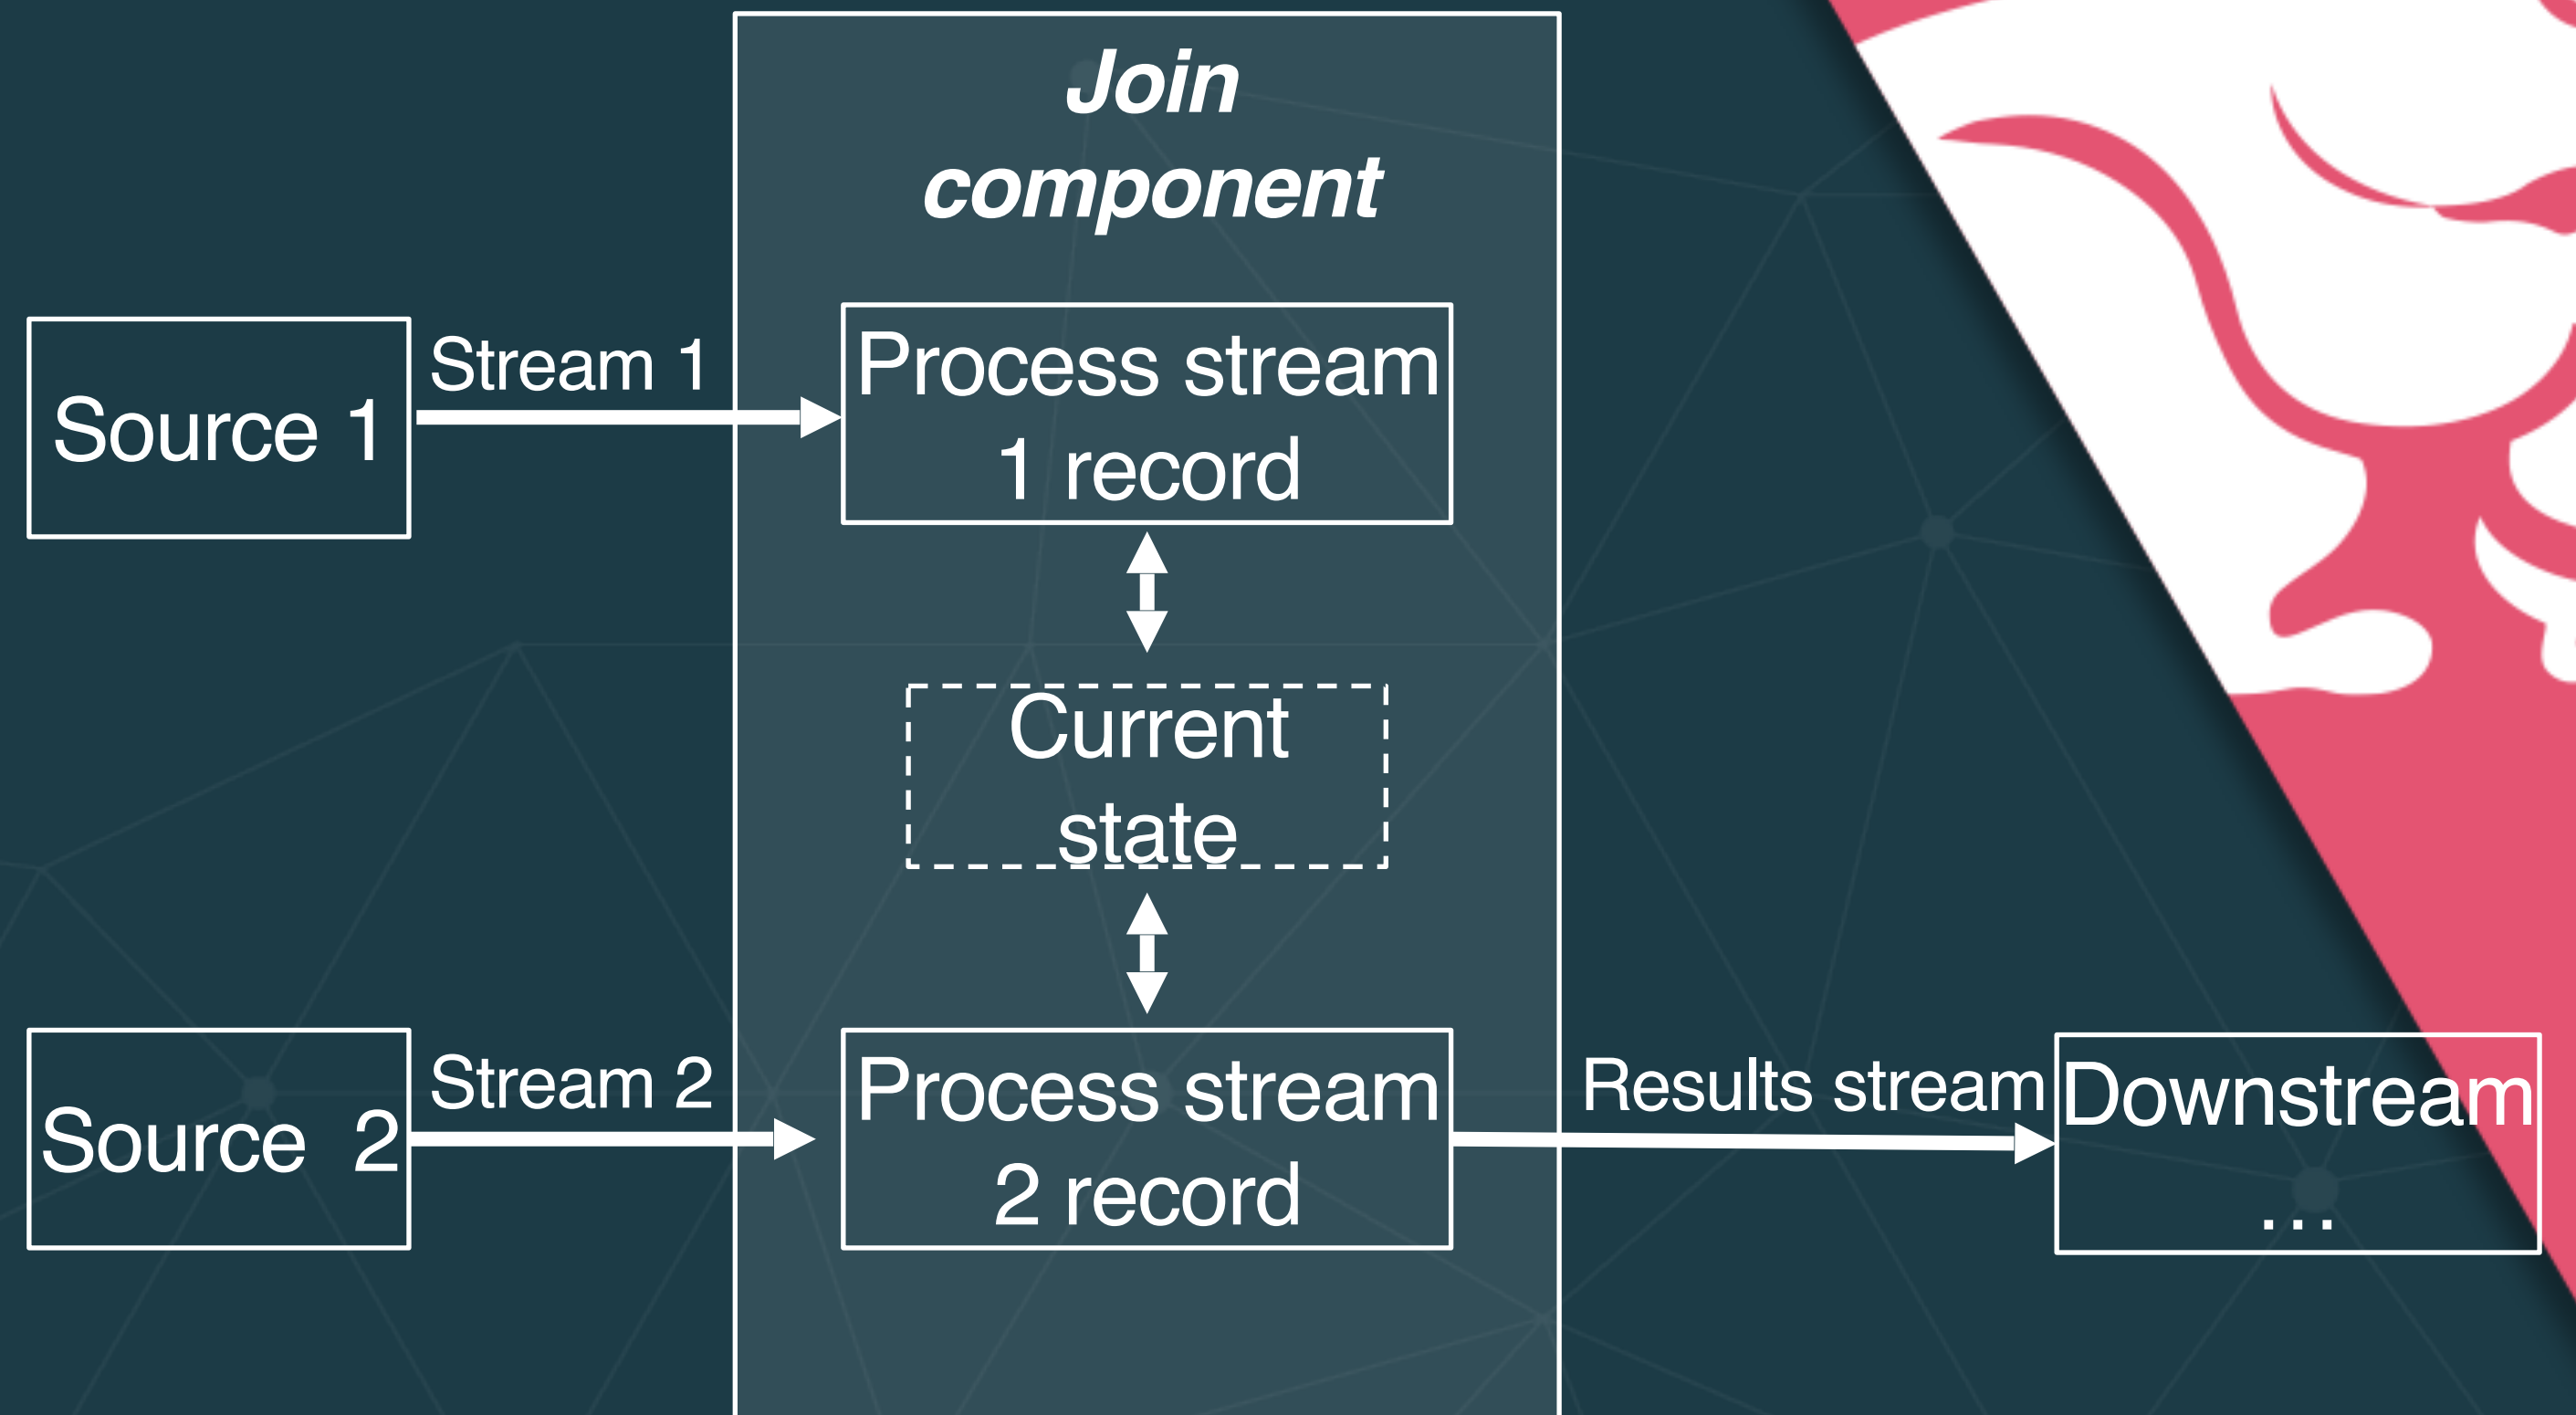 Join
component
Source 1
Stream 1
Process stream
1 record
Current
state
Source 2
Stream 2
Process stream
2 record
Results stream
Downstream
...